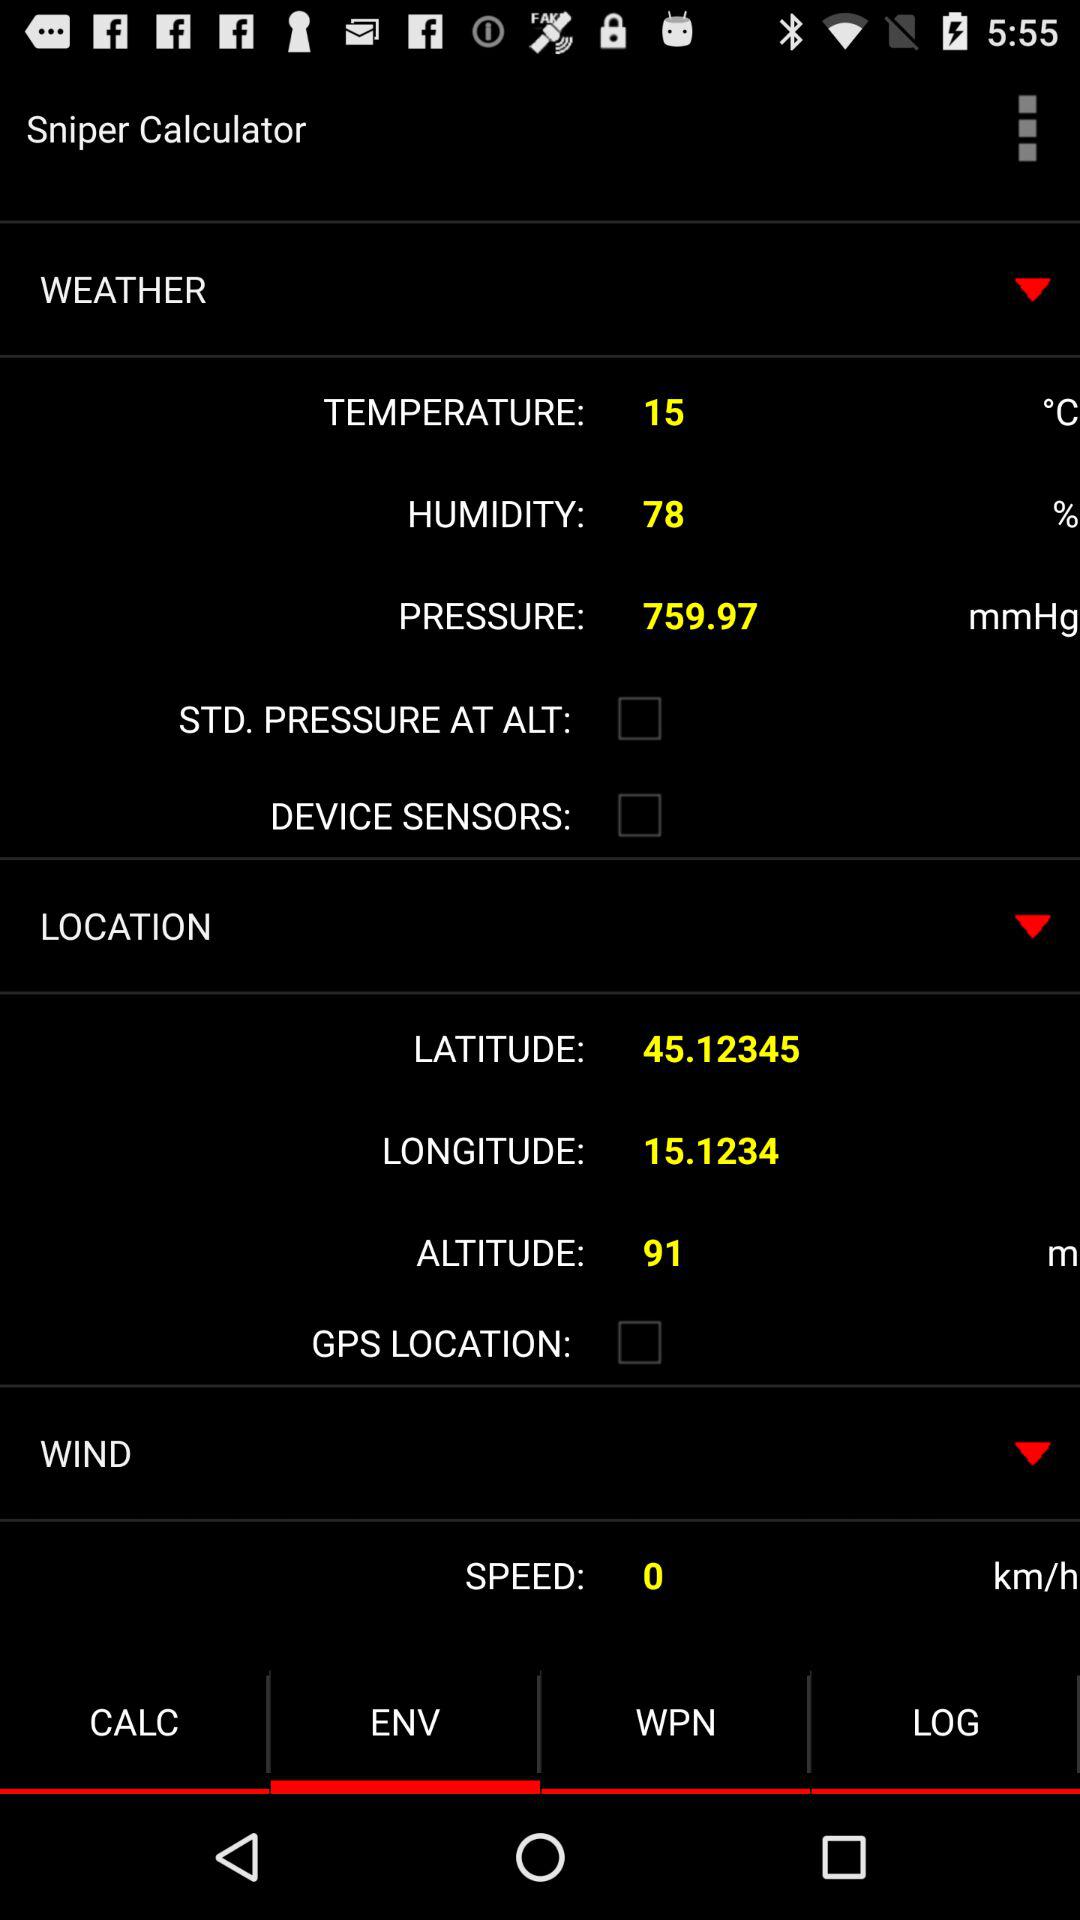 FAKE
5:55
Sniper Calculator
WEATHER
TEMPERATURE: 15 °C
HUMIDITY: 78 %
PRESSURE: 759.97 mmHg
STD. PRESSURE AT ALT:
DEVICE SENSORS:
LOCATION
LATITUDE: 45.12345
LONGITUDE: 15.1234
ALTITUDE: 91 m
GPS LOCATION:
WIND
SPEED: 0 km/h
CALC ENV WPN LOG